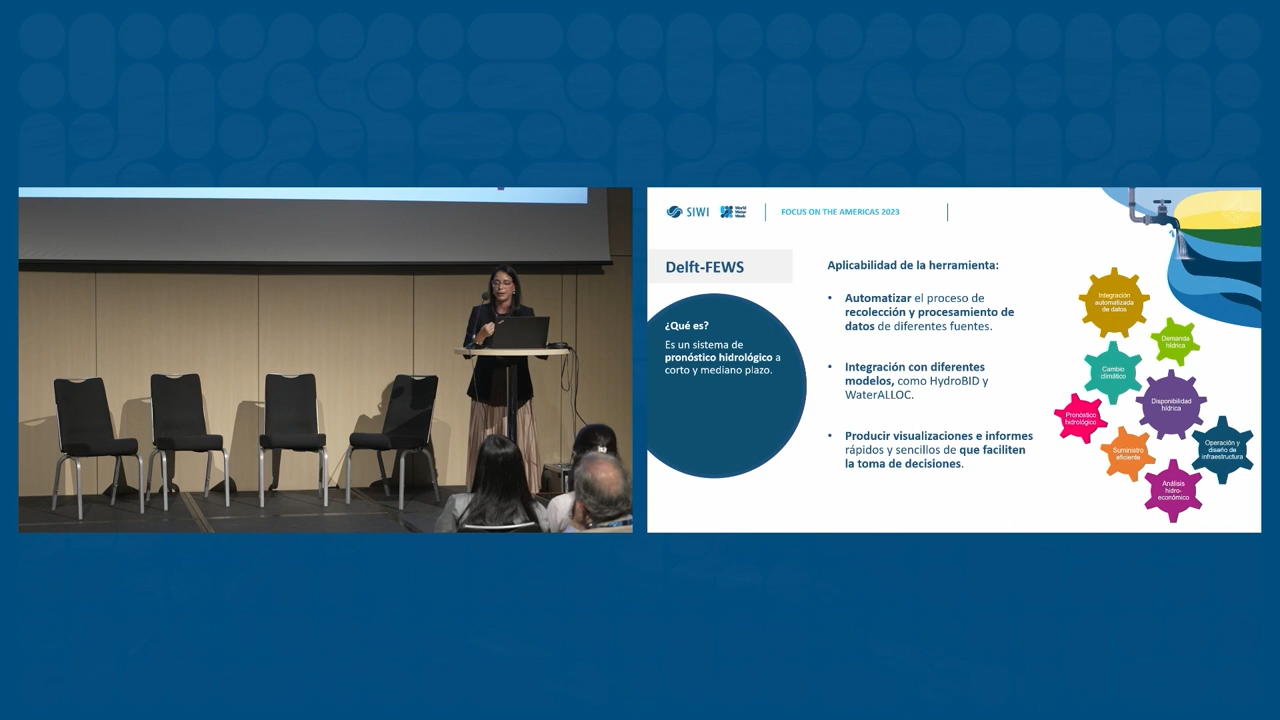 SIWI
World
Water
Week
FOCUS ON THE AMERICAS 2023
Delft-FEWS
¿Qué es?
Es un sistema de
pronóstico hidrológico a
corto y mediano plazo.
Aplicabilidad de la herramienta:
• Automatizar el proceso de
recolección y procesamiento de
datos de diferentes fuentes.
• Integración con diferentes
modelos, como HydroBID y
WaterALLOC.
• Producir visualizaciones e informes
rápidos y sencillos de que faciliten
la toma de decisiones.
Integración
automatizada
de datos
Demanda
hídrica
Cambio
climático
Disponibilidad
hídrica
Pronóstico
hidrológico
Suministro
eficiente
Operación y
diseño de
infraestructura
Análisis
hidro-
económico